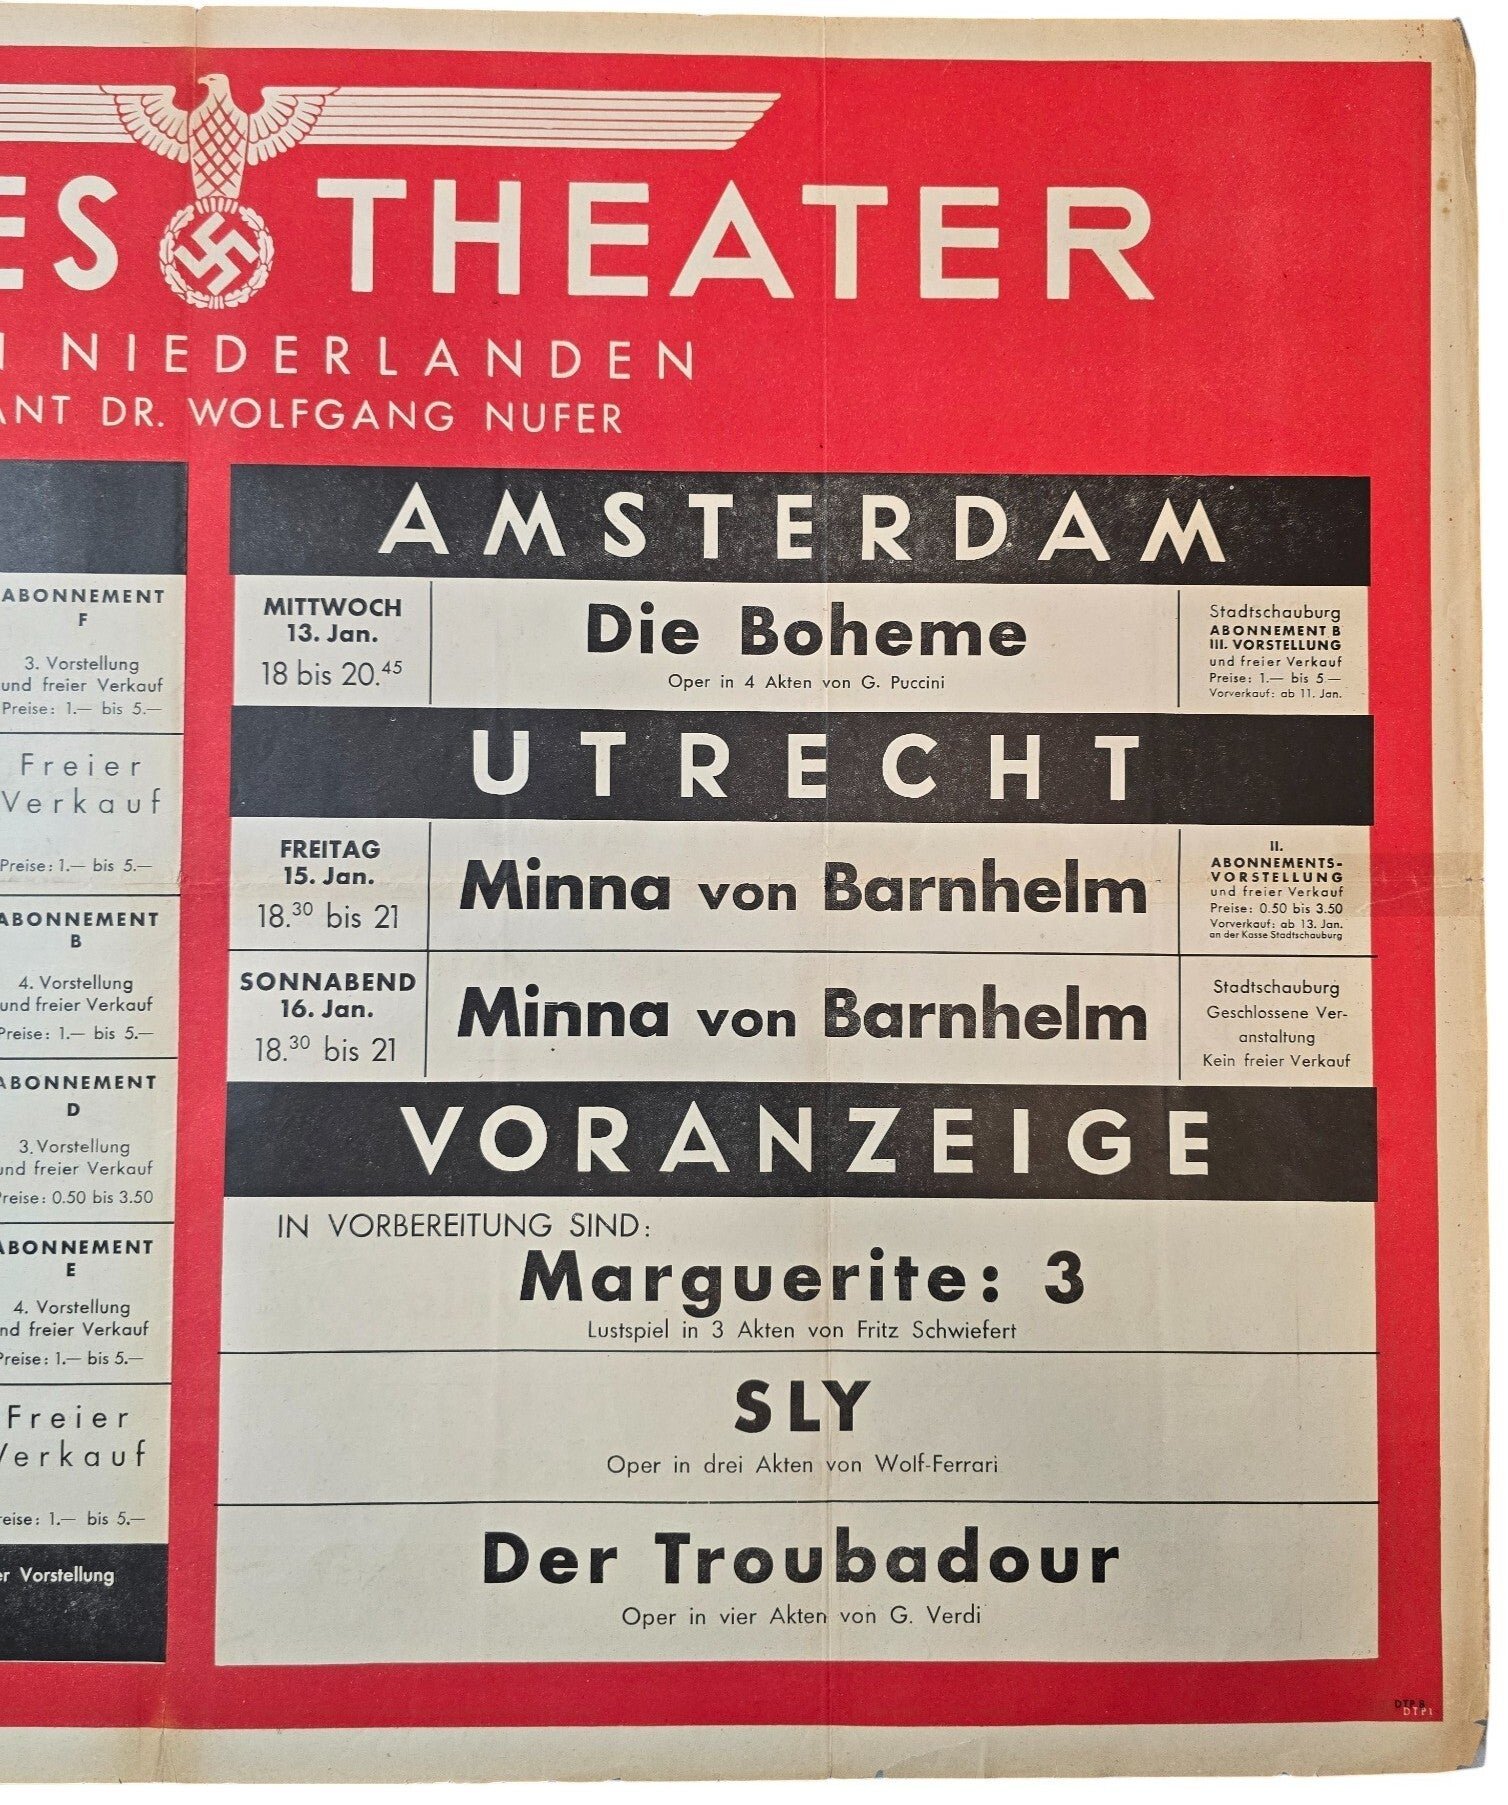 ES THEATER
N NIEDERLANDEN
ANT DR. WOLFGANG NUFER
ABONNEMENT
F
3. Vorstellung
und freier Verkauf
Preise: 1.— bis 5.—
Freier
Verkauf
Preise: 1.— bis 5.—
ABONNEMENT
B
4. Vorstellung
und freier Verkauf
Preise: 1.— bis 5.—
ABONNEMENT
D
3. Vorstellung
und freier Verkauf
Preise: 0.50 bis 3.50
ABONNEMENT
E
4. Vorstellung
nd freier Verkauf
Preise: 1.— bis 5.—
Freier
Verkauf
eise: 1.— bis 5.—
er Vorstellung
AMSTERDAM
MITTWOCH
13. Jan.
18 bis 20.45
Die Boheme
Oper in 4 Akten von G. Puccini
Stadtschauburg
ABONNEMENT B
III. VORSTELLUNG
und freier Verkauf
Preise: 1.— bis 5.—
Vorverkauf: ab 11. Jan.
UTRECHT
FREITAG
15. Jan.
18.30 bis 21
Minna von Barnhelm
II.
ABONNEMENTS-
VORSTELLUNG
und freier Verkauf
Preise: 0.50 bis 3.50
Vorverkauf: ab 13. Jan.
an der Kasse Stadtschauburg
SONNABEND
16. Jan.
18.30 bis 21
Minna von Barnhelm
Stadtschauburg
Geschlossene Ver-
anstaltung
Kein freier Verkauf
VORANZEIGE
IN VORBEREITUNG SIND:
Marguerite: 3
Lustspiel in 3 Akten von Fritz Schwiefert
SLY
Oper in drei Akten von Wolf-Ferrari
Der Troubadour
Oper in vier Akten von G. Verdi